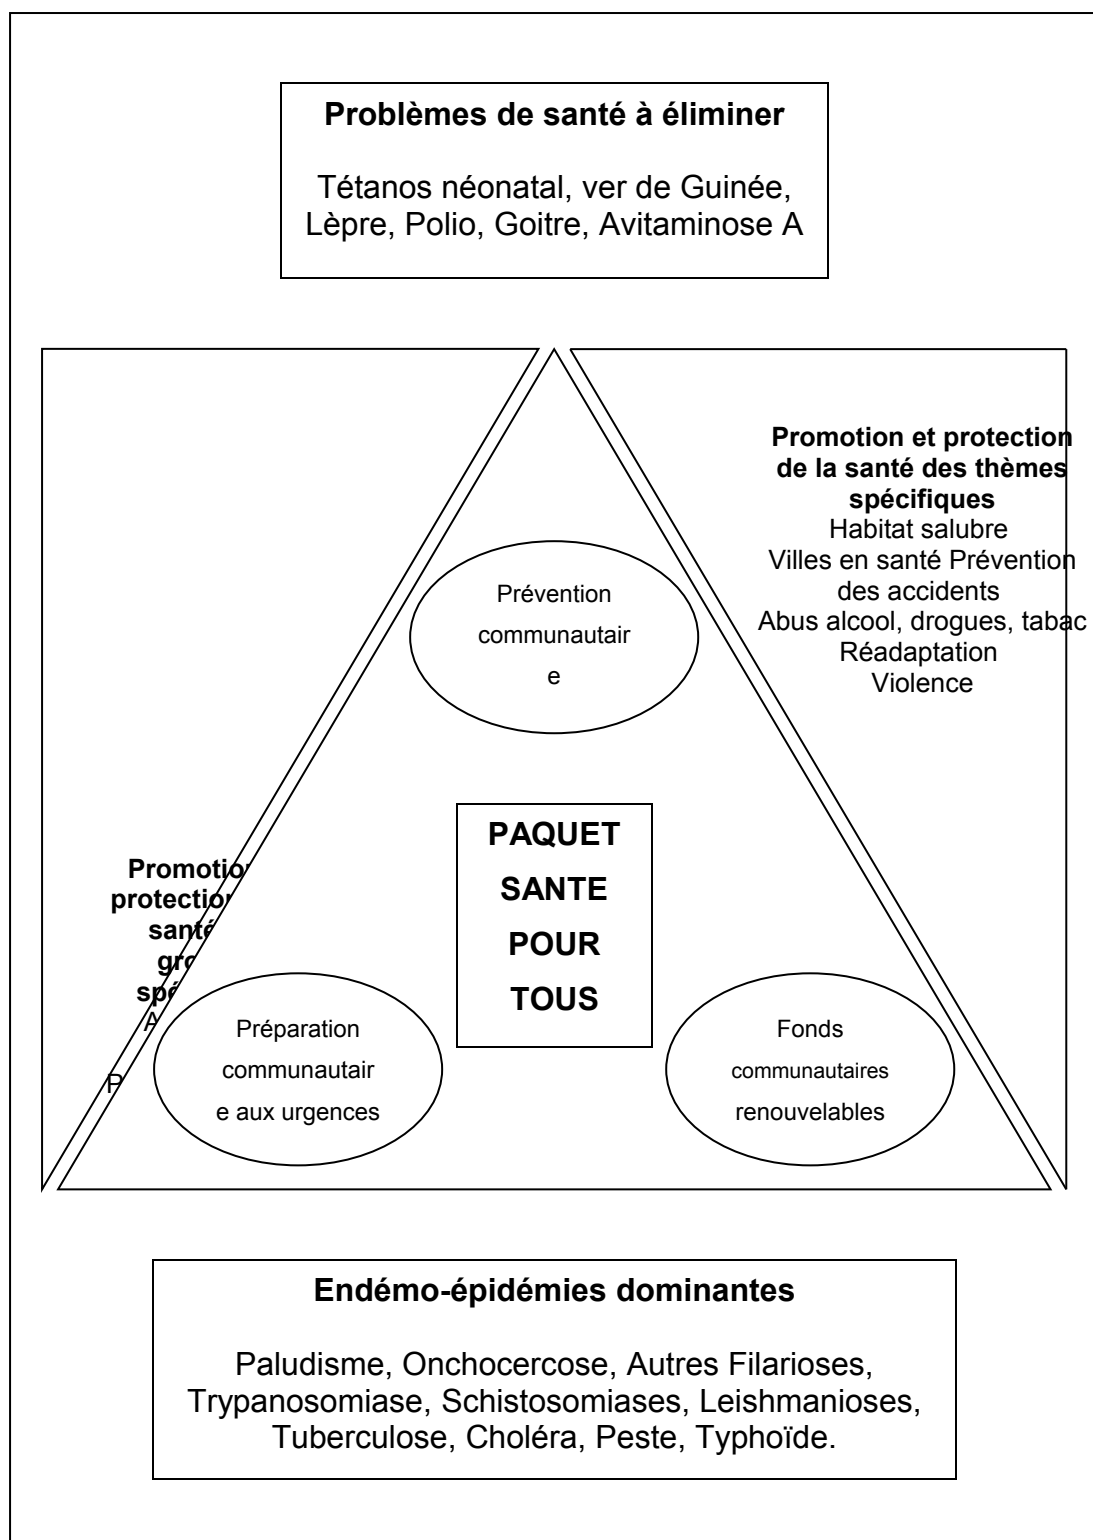 Problèmes de santé à éliminer
Tétanos néonatal, ver de Guinée,
Lèpre, Polio, Goitre, Avitaminose A
Promotion et protection
de la santé des thèmes
spécifiques
Habitat salubre
Villes en santé Prévention
des accidents
Abus alcool, drogues, tabac
Réadaptation
Violence
Prévention
communautair
e
PAQUET
SANTE
POUR
TOUS
protection
santé
A
P
Préparation
communautair
e aux urgences
Fonds
communautaires
renouvelables
Endémo-épidémies dominantes
Paludisme, Onchocercose, Autres Filarioses,
Trypanosomiase, Schistosomiases, Leishmanioses,
Tuberculose, Choléra, Peste, Typhoïde.